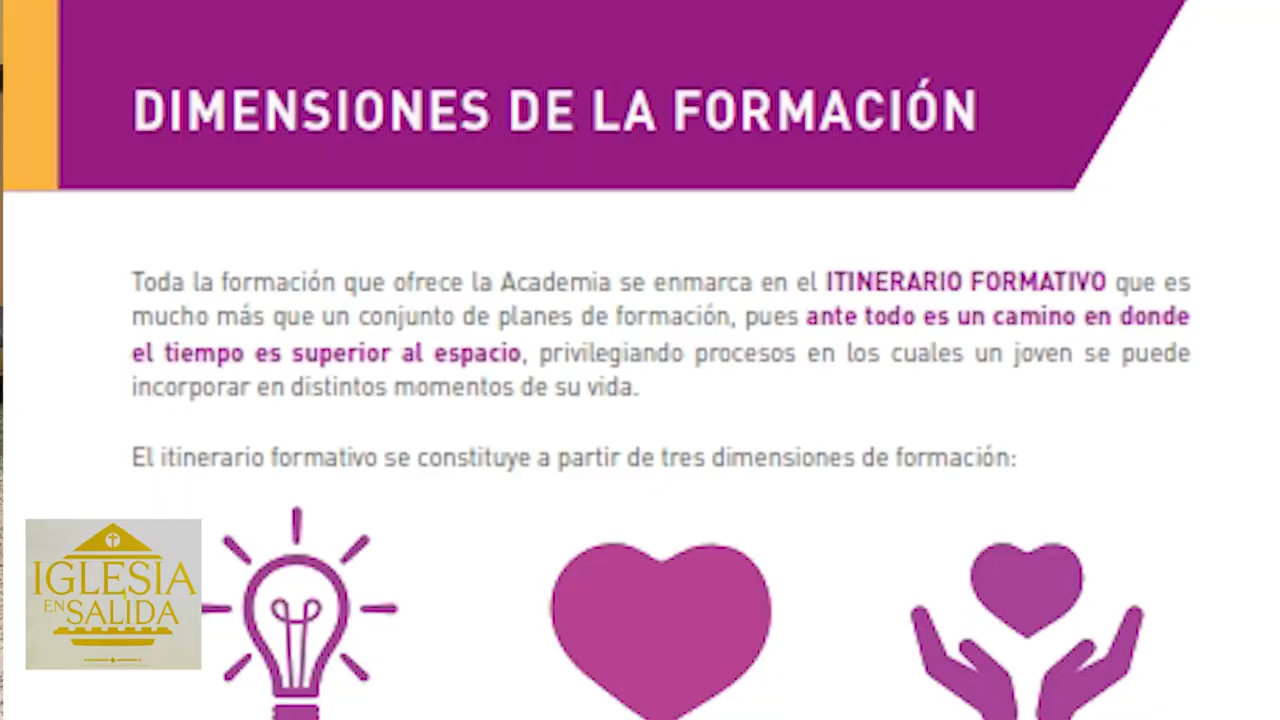 DIMENSIONES DE LA FORMACIÓN
Toda la formación que ofrece la Academia se enmarca en el ITINERARIO FORMATIVO que es
mucho más que un conjunto de planes de formación, pues ante todo es un camino en donde
el tiempo es superior al espacio, privilegiando procesos en los cuales un joven se puede
incorporar en distintos momentos de su vida.
El itinerario formativo se constituye a partir de tres dimensiones de formación:
IGLESIA
EN SALIDA